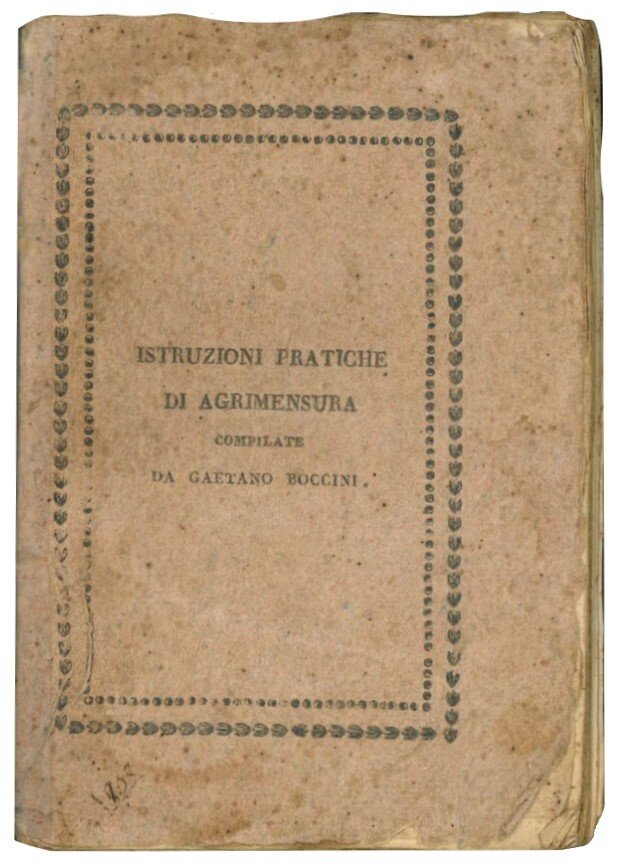 ISTRUZIONI PRATICHE
DI AGRIMENSURA
COMPILATE
DA GAETANO BOCCINI.